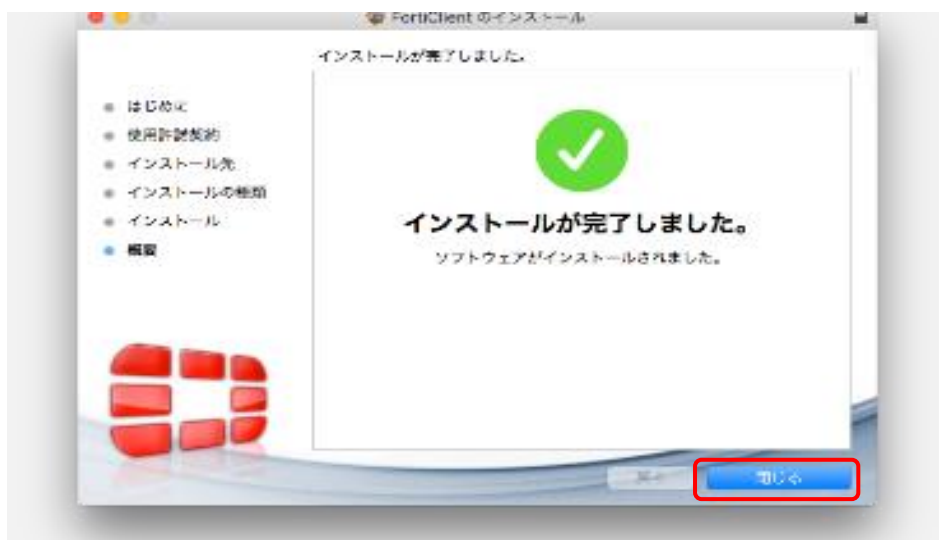 FortiClient のインストール
インストールが完了しました。
はじめに
使用許諾契約
インストール先
インストールの種類
インストール
概要
インストールが完了しました。
ソフトウェアがインストールされました。
戻る
閉じる